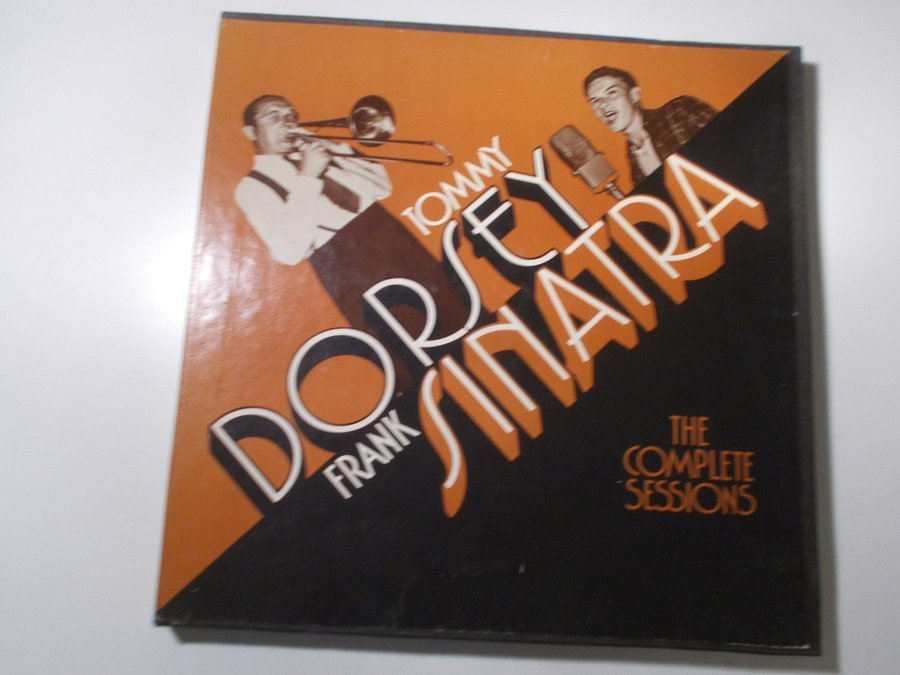 TOMMY
DORSEY
FRANK
SINATRA
THE
COMPLETE
SESSIONS